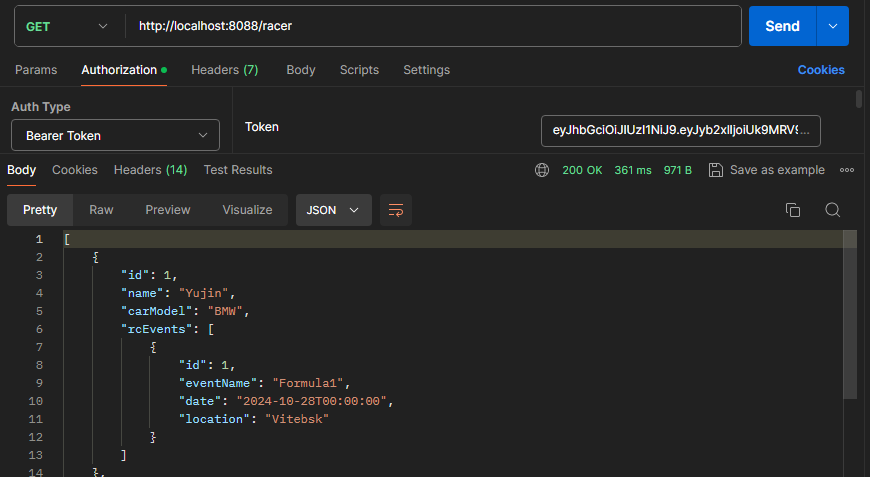 GET http://localhost:8088/racer Send
Params Authorization Headers (7) Body Scripts Settings Cookies
Auth Type
Bearer Token
Token
Body Cookies Headers (14) Test Results 200 OK 361 ms 971 B Save as example
Pretty Raw Preview Visualize JSON
1 [
2 {
3 "id": 1,
4 "name": "Yujin",
5 "carModel": "BMW",
6 "rcEvents": [
7 {
8 "id": 1,
9 "eventName": "Formula1",
10 "date": "2024-10-28T00:00:00",
11 "location": "Vitebsk"
12 }
13 ]
14 },